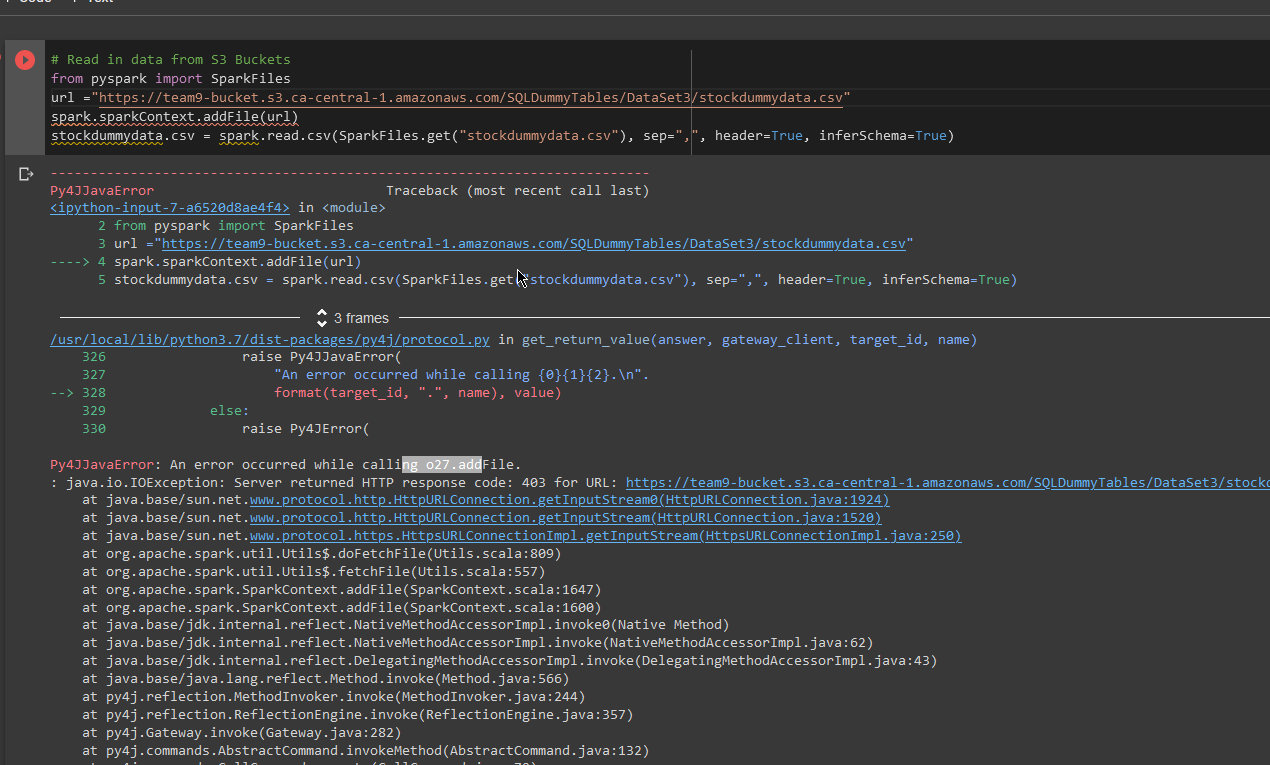 # Read in data from S3 Buckets
from pyspark import SparkFiles
url ="https://team9-bucket.s3.ca-central-1.amazonaws.com/SQLDummyTables/DataSet3/stockdummydata.csv"
spark.sparkContext.addFile(url)
stockdummydata.csv = spark.read.csv(SparkFiles.get("stockdummydata.csv"), sep=",", header=True, inferSchema=True)
---------------------------------------------------------------------------
Py4JJavaError                             Traceback (most recent call last)
<ipython-input-7-a6520d8ae4f4> in <module>
      2 from pyspark import SparkFiles
      3 url ="https://team9-bucket.s3.ca-central-1.amazonaws.com/SQLDummyTables/DataSet3/stockdummydata.csv"
----> 4 spark.sparkContext.addFile(url)
      5 stockdummydata.csv = spark.read.csv(SparkFiles.get("stockdummydata.csv"), sep=",", header=True, inferSchema=True)
3 frames
/usr/local/lib/python3.7/dist-packages/py4j/protocol.py in get_return_value(answer, gateway_client, target_id, name)
    326                 raise Py4JJavaError(
    327                     "An error occurred while calling {0}{1}{2}.\n".
--> 328                     format(target_id, ".", name), value)
    329             else:
    330                 raise Py4JError(
Py4JJavaError: An error occurred while calling o27.addFile.
: java.io.IOException: Server returned HTTP response code: 403 for URL: https://team9-bucket.s3.ca-central-1.amazonaws.com/SQLDummyTables/DataSet3/stockd
    at java.base/sun.net.www.protocol.http.HttpURLConnection.getInputStream0(HttpURLConnection.java:1924)
    at java.base/sun.net.www.protocol.http.HttpURLConnection.getInputStream(HttpURLConnection.java:1520)
    at java.base/sun.net.www.protocol.https.HttpsURLConnectionImpl.getInputStream(HttpsURLConnectionImpl.java:250)
    at org.apache.spark.util.Utils$.doFetchFile(Utils.scala:809)
    at org.apache.spark.util.Utils$.fetchFile(Utils.scala:557)
    at org.apache.spark.SparkContext.addFile(SparkContext.scala:1647)
    at org.apache.spark.SparkContext.addFile(SparkContext.scala:1600)
    at java.base/jdk.internal.reflect.NativeMethodAccessorImpl.invoke0(Native Method)
    at java.base/jdk.internal.reflect.NativeMethodAccessorImpl.invoke(NativeMethodAccessorImpl.java:62)
    at java.base/jdk.internal.reflect.DelegatingMethodAccessorImpl.invoke(DelegatingMethodAccessorImpl.java:43)
    at java.base/java.lang.reflect.Method.invoke(Method.java:566)
    at py4j.reflection.MethodInvoker.invoke(MethodInvoker.java:244)
    at py4j.reflection.ReflectionEngine.invoke(ReflectionEngine.java:357)
    at py4j.Gateway.invoke(Gateway.java:282)
    at py4j.commands.AbstractCommand.invokeMethod(AbstractCommand.java:132)